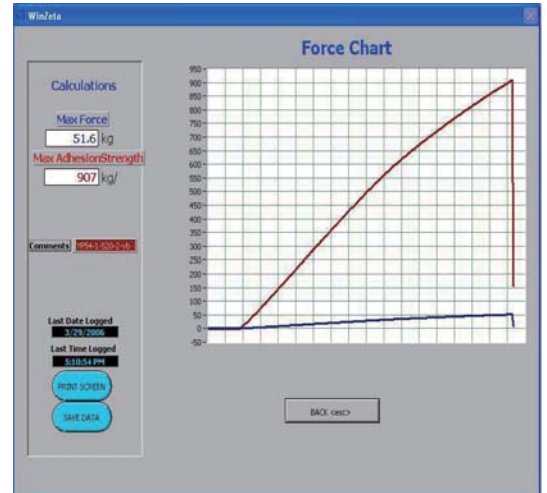 WinZeta
Force Chart
Calculations
Max Force
51.6 kg
Max AdhesionStrength
907 kg/
Comments
Last Date Logged
3/29/2006
Last Time Logged
5:10:54 PM
PRINT SCREEN
SAVE DATA
950
900
850
800
750
700
650
600
550
500
450
400
350
300
250
200
150
100
50
0
-50
BACK <esc>